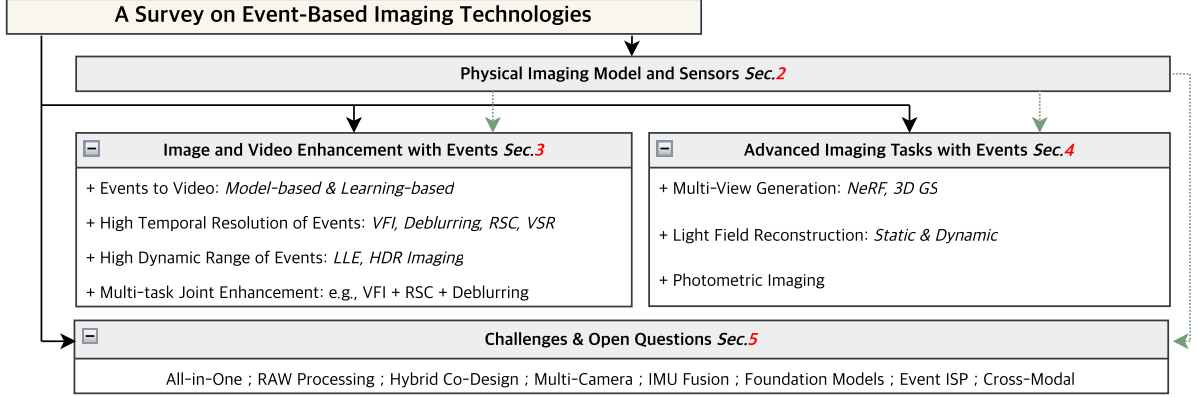 A Survey on Event-Based Imaging Technologies
Physical Imaging Model and Sensors Sec.2
Image and Video Enhancement with Events Sec.3
+ Events to Video: Model-based & Learning-based
+ High Temporal Resolution of Events: VFI, Deblurring, RSC, VSR
+ High Dynamic Range of Events: LLE, HDR Imaging
+ Multi-task Joint Enhancement: e.g., VFI + RSC + Deblurring
Advanced Imaging Tasks with Events Sec.4
+ Multi-View Generation: NeRF, 3D GS
+ Light Field Reconstruction: Static & Dynamic
+ Photometric Imaging
Challenges & Open Questions Sec.5
All-in-One ; RAW Processing ; Hybrid Co-Design ; Multi-Camera ; IMU Fusion ; Foundation Models ; Event ISP ; Cross-Modal